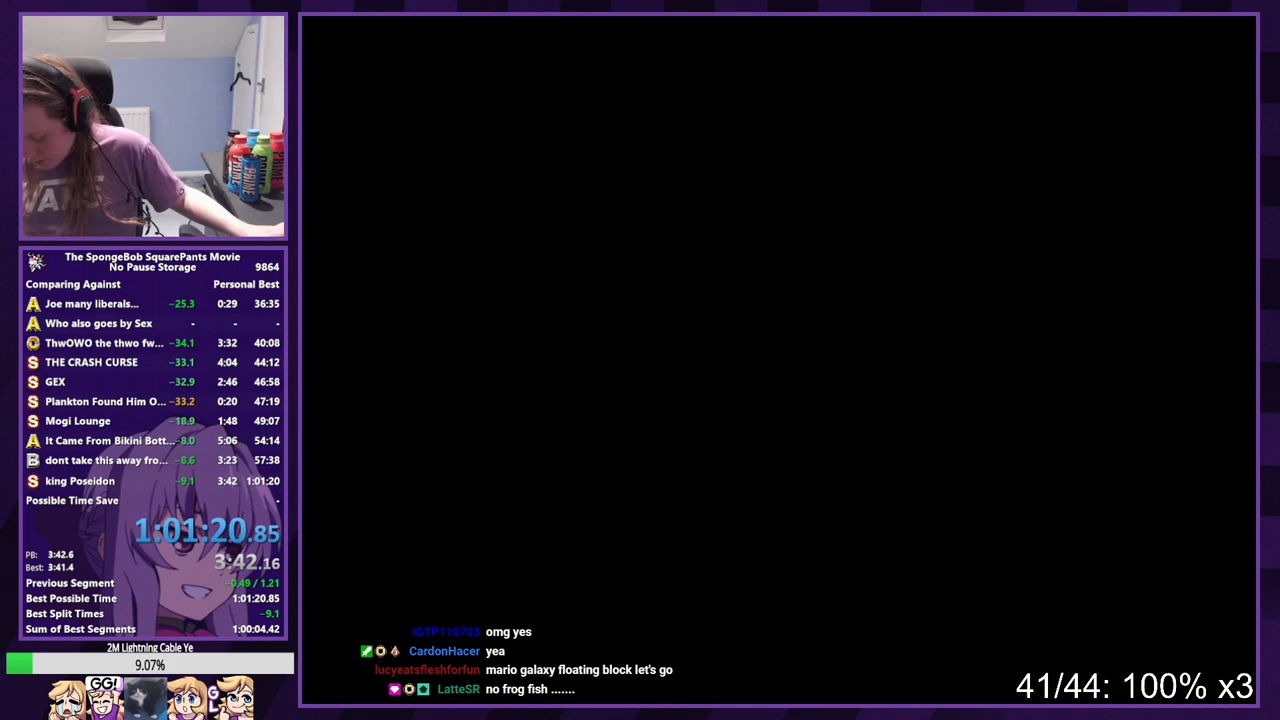 VANS
PRIME
The SpongeBob SquarePants Movie
No Pause Storage 9864
Comparing Against Personal Best
Joe many liberals... −25.3 0:29 36:35
Who also goes by Sex - - -
ThwOWO the thwo fw... −34.1 3:32 40:08
THE CRASH CURSE −33.1 4:04 44:12
GEX −32.9 2:46 46:58
Plankton Found Him O... −33.2 0:20 47:19
Mogi Lounge −18.9 1:48 49:07
It Came From Bikini Bott... −8.0 5:06 54:14
dont take this away fro... −8.6 3:23 57:38
king Poseidon −9.1 3:42 1:01:20
Possible Time Save -
1:01:20.85
PB: 3:42.6
Best: 3:41.4
3:42.16
Previous Segment −0.49 / 1.21
Best Possible Time 1:01:20.85
Best Split Times −9.1
Sum of Best Segments 1:00:04.42
2M Lightning Cable Ye
9.07%
GG!
GL
omg yes
CardonHacer yea
lucyeatsfleshforfun mario galaxy floating block let's go
LatteSR no frog fish .......
41/44: 100% x3